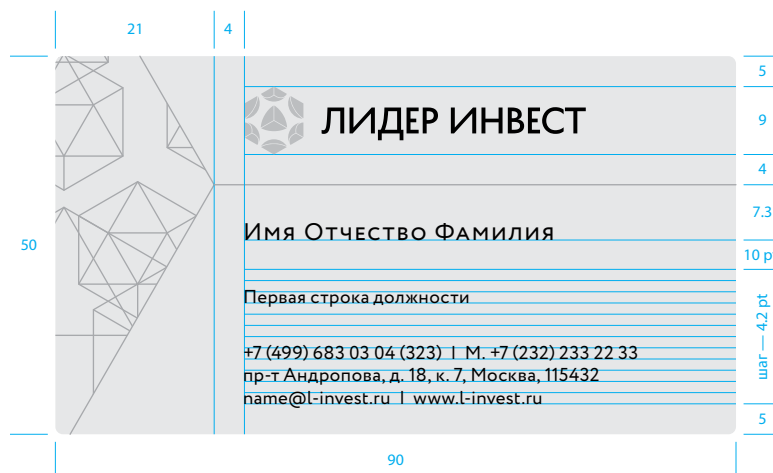 21
4
5
ЛИДЕР ИНВЕСТ
9
4
7.3
Имя Отчество Фамилия
50
10 p
Первая строка должности
шаг — 4.2 pt
+7 (499) 683 03 04 (323) | М. +7 (232) 233 22 33
пр-т Андропова, д. 18, к. 7, Москва, 115432
name@l-invest.ru | www.l-invest.ru
5
90